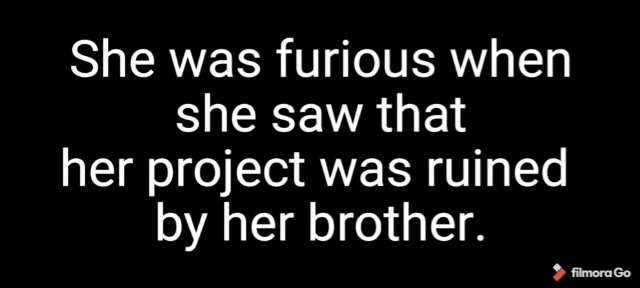 She was furious when
she saw that
her project was ruined
by her brother.
filmora Go